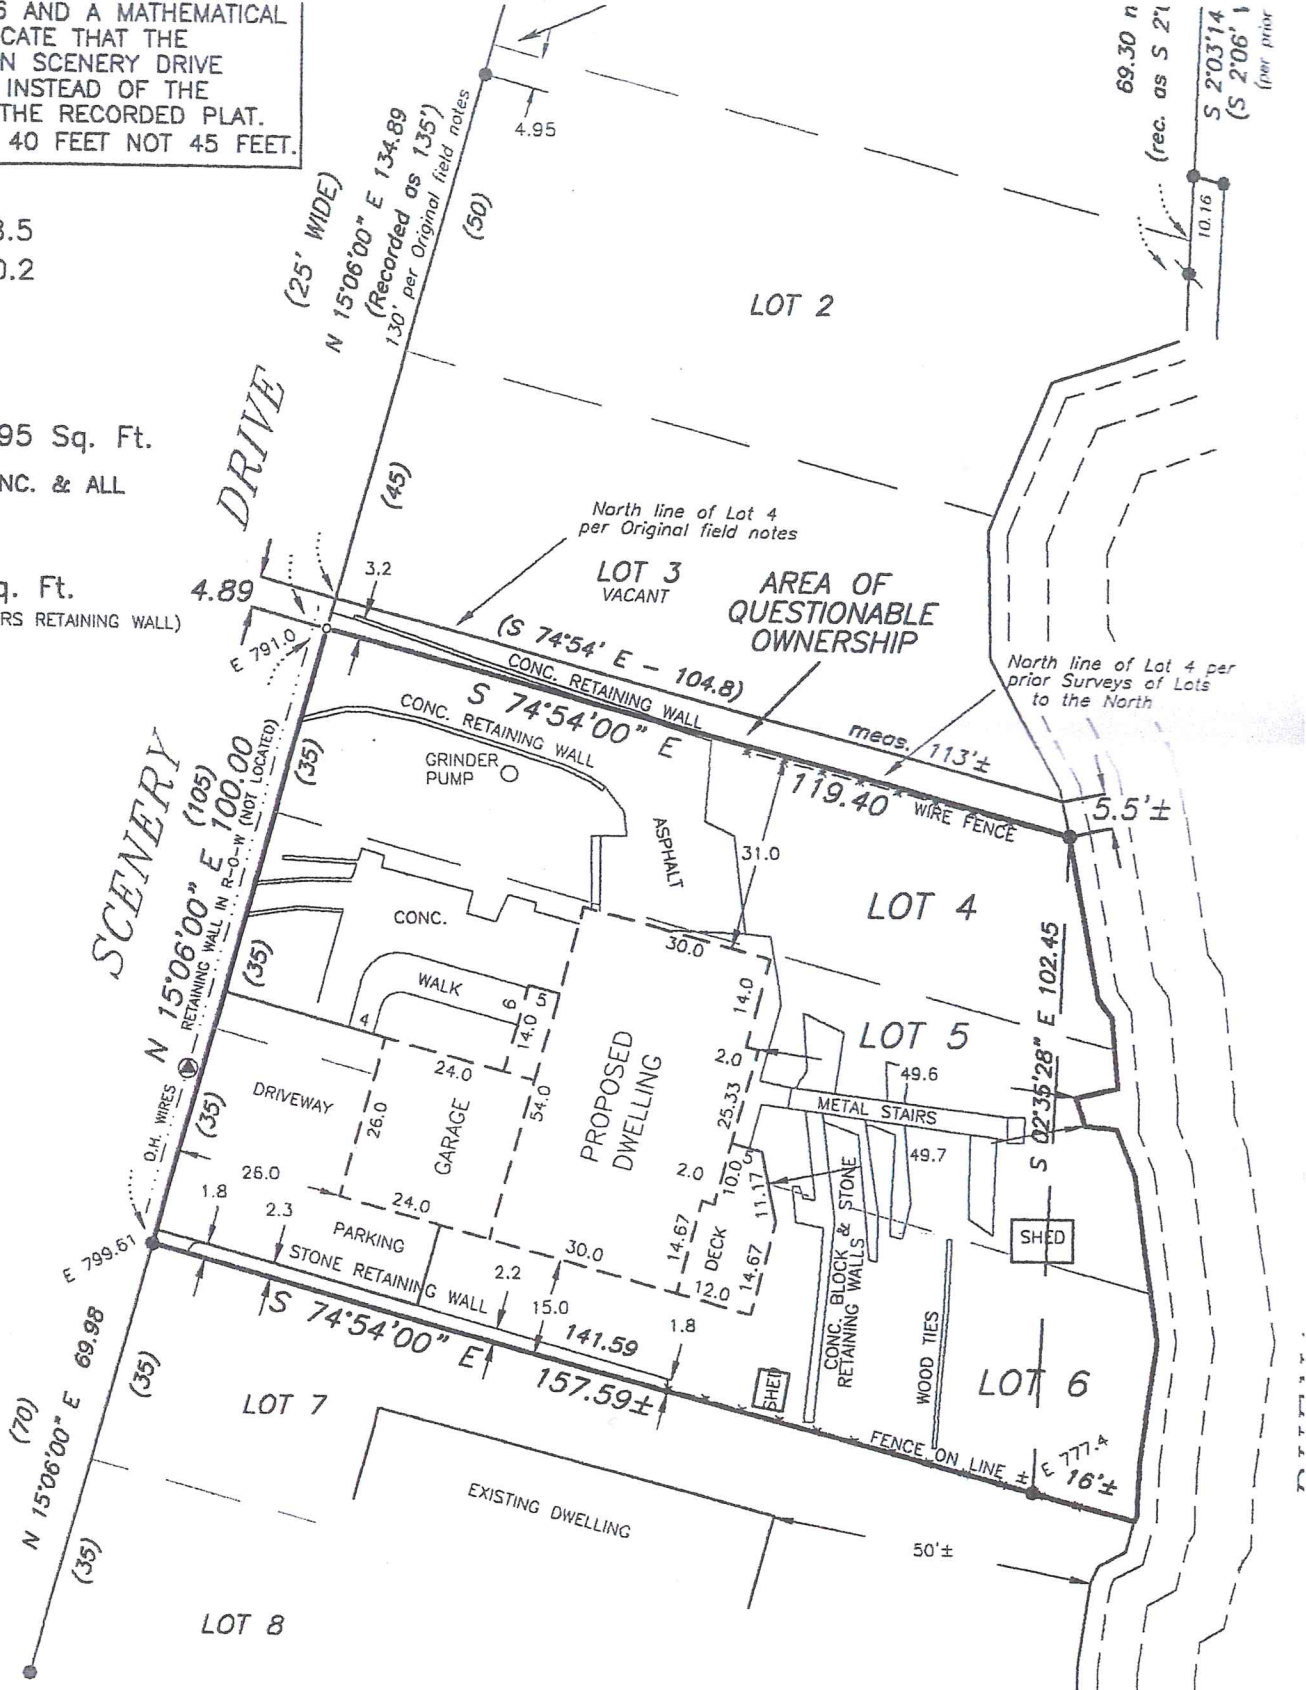 AND A MATHEMATICAL
CATE THAT THE
N SCENERY DRIVE
INSTEAD OF THE
THE RECORDED PLAT.
40 FEET NOT 45 FEET.
3.5
0.2
95 Sq. Ft.
NC. & ALL
q. Ft.
RS RETAINING WALL)
4.95
(25' WIDE)
N 15°06'00" E 134.89
(Recorded as 135')
130' per Original field notes
(50)
69.30
(rec. as S
S 2°03'14
(S 2°06'
(per prior
10.16
LOT 2
DRIVE
(45)
North line of Lot 4
per Original field notes
LOT 3
VACANT
AREA OF
QUESTIONABLE
OWNERSHIP
4.89
3.2
E 791.0
(S 74°54' E - 104.8)
CONC. RETAINING WALL
S 74°54'00" E
119.40
meas. 113'±
WIRE FENCE
North line of Lot 4 per
prior Surveys of Lots
to the North
5.5'±
CONC. RETAINING WALL
GRINDER
PUMP
ASPHALT
31.0
SCENERY
(105)
N 15°06'00" E 100.00
RETAINING WALL IN R-O-W (NOT LOCATED)
(35)
(35)
(35)
O.H. WIRES
LOT 4
CONC.
30.0
WALK
4
6
5
14.0
14.0
LOT 5
S 02°35'28" E 102.45
2.0
49.6
METAL STAIRS
49.7
24.0
DRIVEWAY
26.0
GARAGE
54.0
PROPOSED
DWELLING
25.33
2.0
10.0
5
11.17
26.0
1.8
2.3
24.0
PARKING
STONE RETAINING WALL
30.0
14.67
DECK
14.67
12.0
2.2
15.0
1.8
CONC. BLOCK & STONE
RETAINING WALLS
WOOD TIES
SHED
SHED
E 799.61
S 74°54'00" E
141.59
157.59±
LOT 6
FENCE ON LINE ±
E 777.4
16'±
(70)
N 15°06'00" E 69.98
(35)
(35)
LOT 7
EXISTING DWELLING
50'±
LOT 8